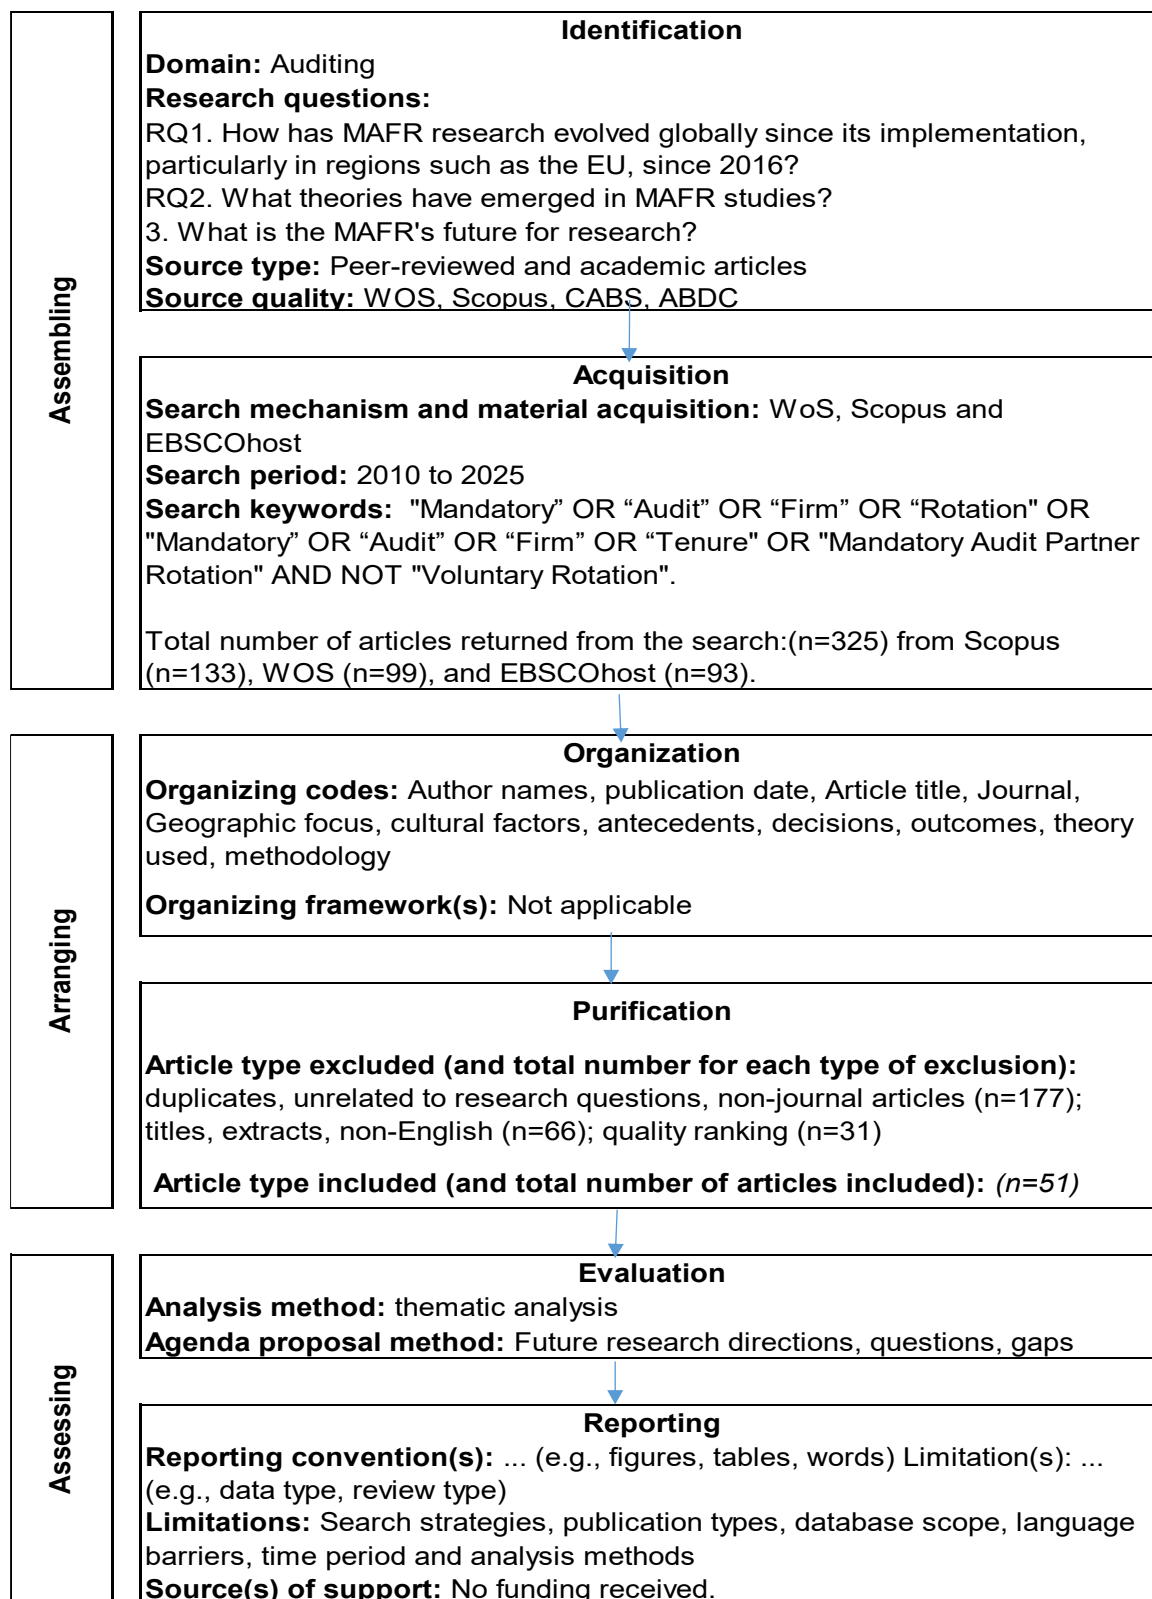 Assembling
Identification
Domain: Auditing
Research questions:
RQ1. How has MAFR research evolved globally since its implementation,
particularly in regions such as the EU, since 2016?
RQ2. What theories have emerged in MAFR studies?
3. What is the MAFR's future for research?
Source type: Peer-reviewed and academic articles
Source quality: WOS, Scopus, CABS, ABDC
Acquisition
Search mechanism and material acquisition: WoS, Scopus and
EBSCOhost
Search period: 2010 to 2025
Search keywords: "Mandatory” OR “Audit” OR “Firm” OR “Rotation" OR
"Mandatory” OR “Audit” OR “Firm” OR “Tenure" OR "Mandatory Audit Partner
Rotation" AND NOT "Voluntary Rotation".
Total number of articles returned from the search:(n=325) from Scopus
(n=133), WOS (n=99), and EBSCOhost (n=93).
Arranging
Organization
Organizing codes: Author names, publication date, Article title, Journal,
Geographic focus, cultural factors, antecedents, decisions, outcomes, theory
used, methodology
Organizing framework(s): Not applicable
Purification
Article type excluded (and total number for each type of exclusion):
duplicates, unrelated to research questions, non-journal articles (n=177);
titles, extracts, non-English (n=66); quality ranking (n=31)
Article type included (and total number of articles included): (n=51)
Assessing
Evaluation
Analysis method: thematic analysis
Agenda proposal method: Future research directions, questions, gaps
Reporting
Reporting convention(s): ... (e.g., figures, tables, words) Limitation(s): ...
(e.g., data type, review type)
Limitations: Search strategies, publication types, database scope, language
barriers, time period and analysis methods
Source(s) of support: No funding received.